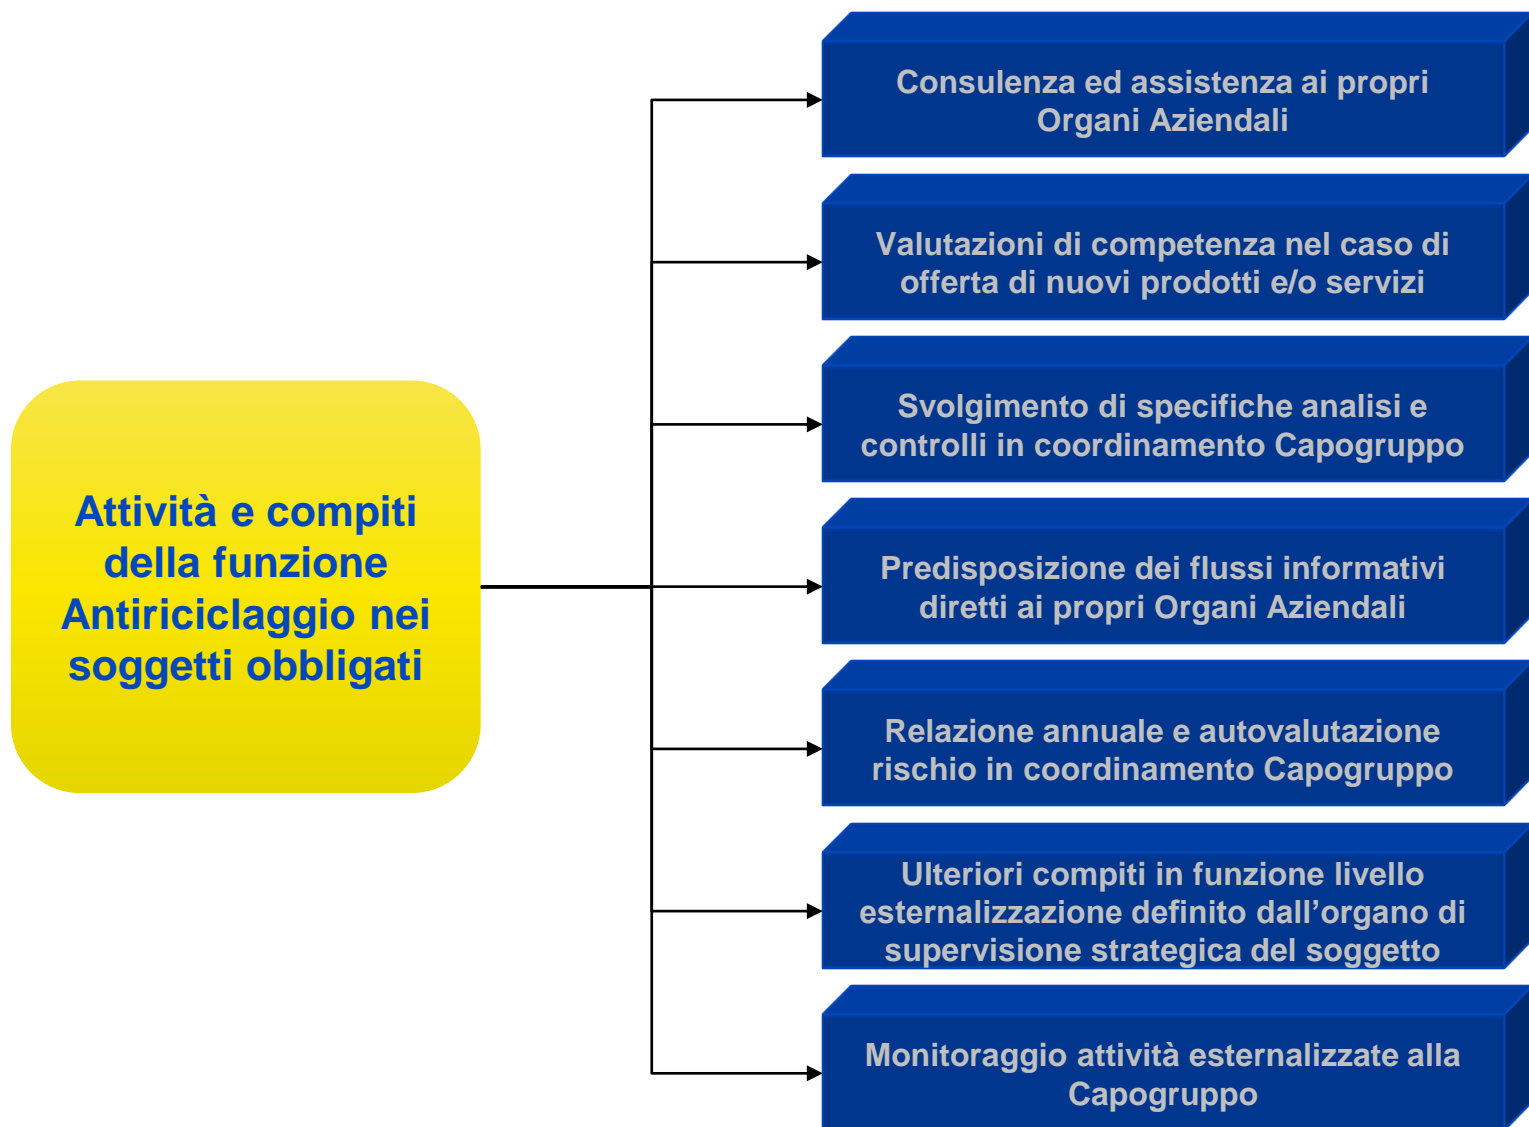 Attività e compiti
della funzione
Antiriciclaggio nei
soggetti obbligati
Consulenza ed assistenza ai propri
Organi Aziendali
Valutazioni di competenza nel caso di
offerta di nuovi prodotti e/o servizi
Svolgimento di specifiche analisi e
controlli in coordinamento Capogruppo
Predisposizione dei flussi informativi
diretti ai propri Organi Aziendali
Relazione annuale e autovalutazione
rischio in coordinamento Capogruppo
Ulteriori compiti in funzione livello
esternalizzazione definito dall’organo di
supervisione strategica del soggetto
Monitoraggio attività esternalizzate alla
Capogruppo